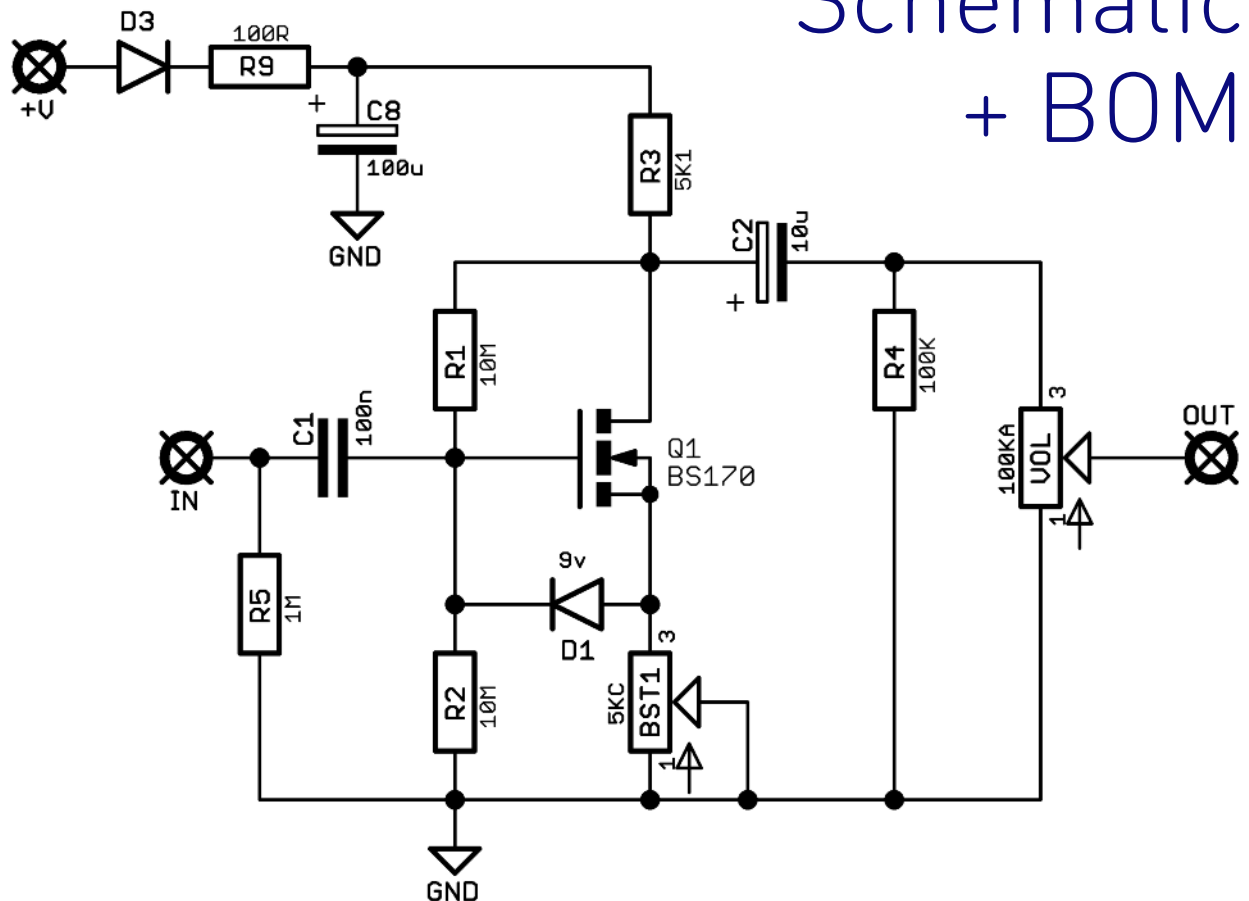 Schematic
+ BOM
D3
100R
R9
+V
+
C8
100u
GND
R3
5K1
C2
10u
+
R1
10M
R4
100K
C1
100n
IN
Q1
BS170
3
100KA
VOL
1
OUT
R5
1M
9v
D1
R2
10M
3
5KC
BST1
1
GND